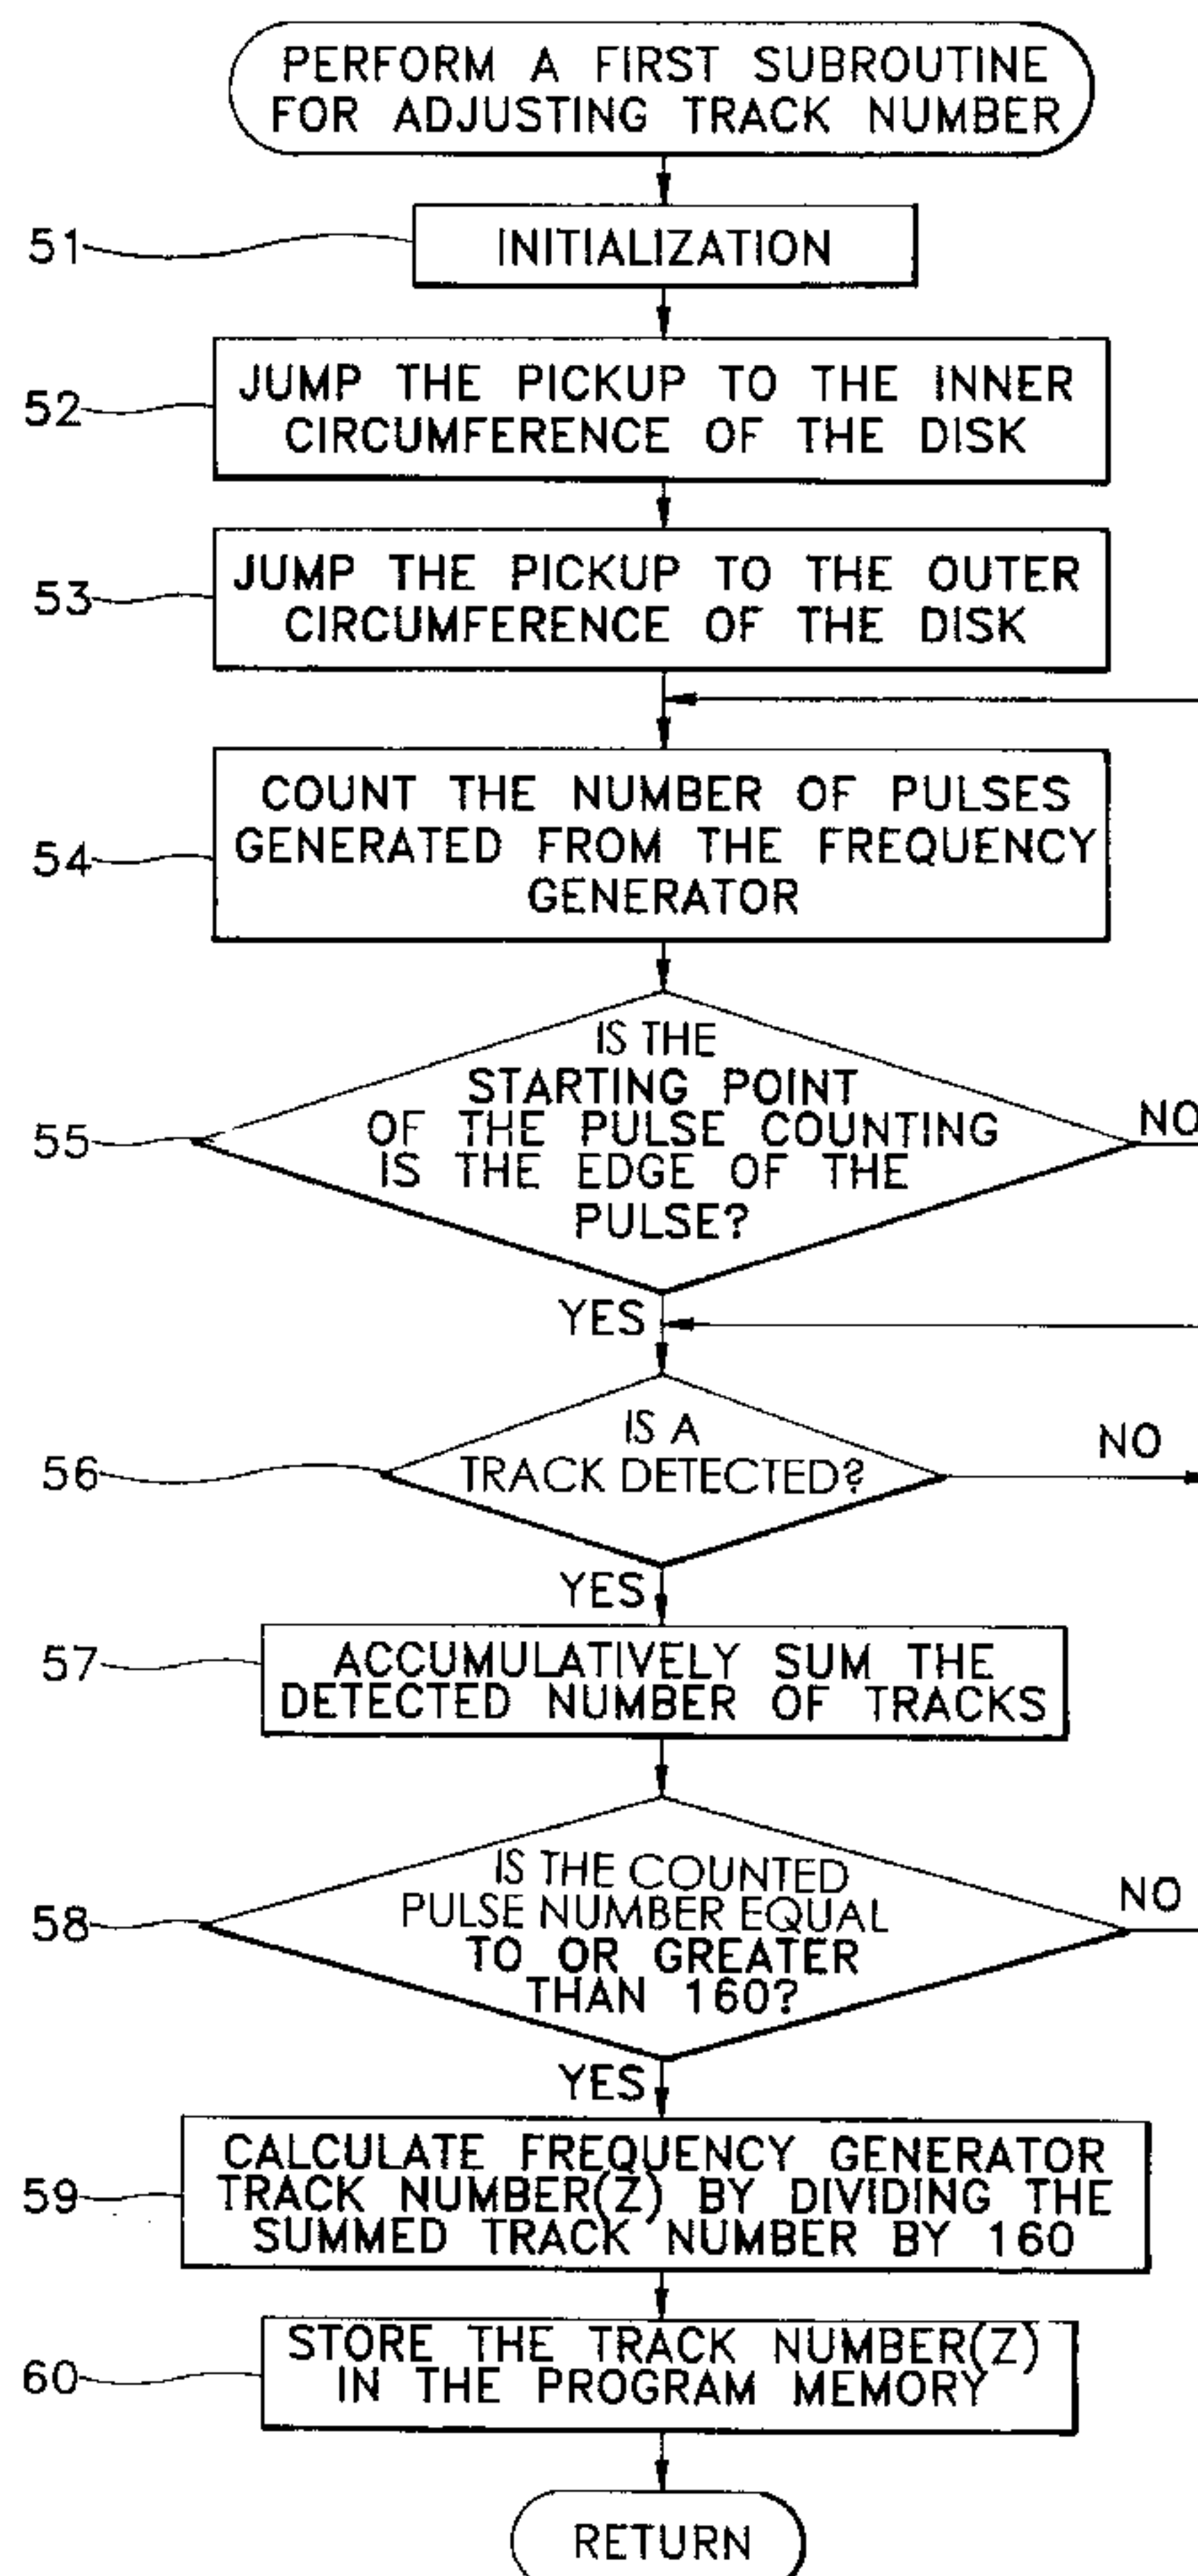 PERFORM A FIRST SUBROUTINE
FOR ADJUSTING TRACK NUMBER
51
INITIALIZATION
52
JUMP THE PICKUP TO THE INNER
CIRCUMFERENCE OF THE DISK
53
JUMP THE PICKUP TO THE OUTER
CIRCUMFERENCE OF THE DISK
54
COUNT THE NUMBER OF PULSES
GENERATED FROM THE FREQUENCY
GENERATOR
55
IS THE
STARTING POINT
OF THE PULSE COUNTING
IS THE EDGE OF THE
PULSE?
NO
YES
56
IS A
TRACK DETECTED?
NO
YES
57
ACCUMULATIVELY SUM THE
DETECTED NUMBER OF TRACKS
58
IS THE COUNTED
PULSE NUMBER EQUAL
TO OR GREATER
THAN 160?
NO
YES
59
CALCULATE FREQUENCY GENERATOR
TRACK NUMBER(Z) BY DIVIDING THE
SUMMED TRACK NUMBER BY 160
60
STORE THE TRACK NUMBER(Z)
IN THE PROGRAM MEMORY
RETURN